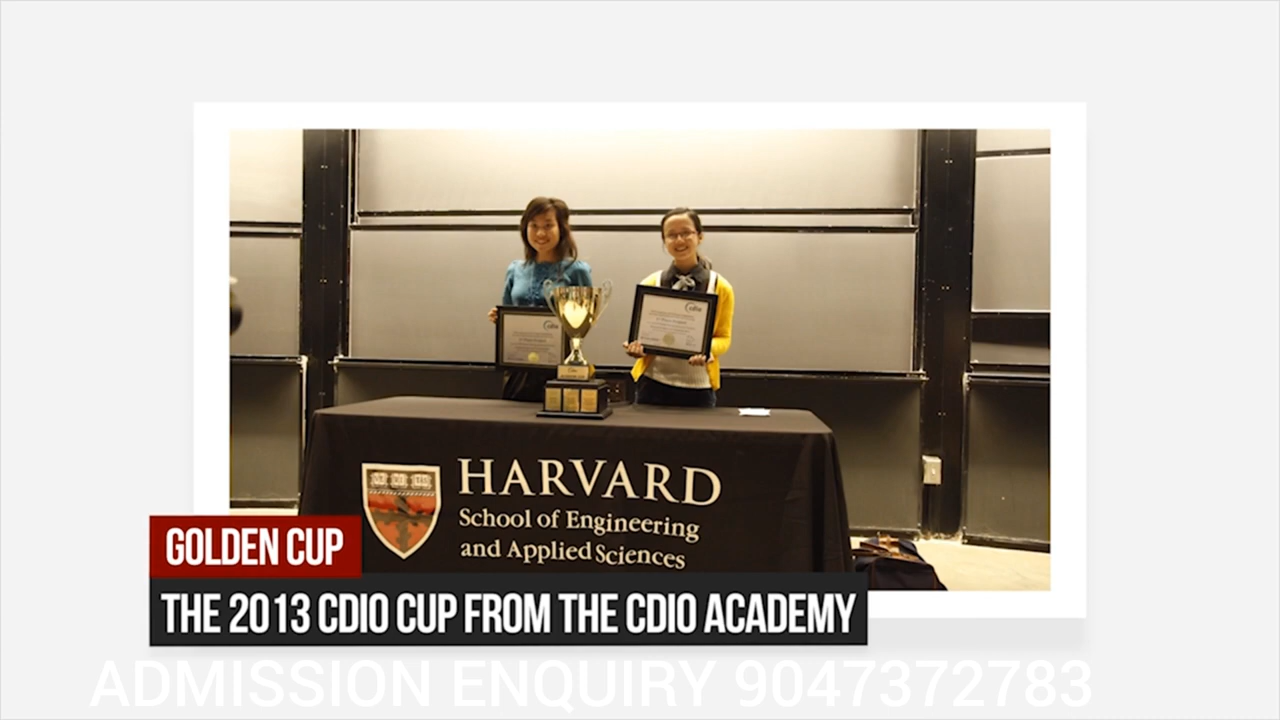 HARVARD
School of Engineering
and Applied Sciences
GOLDEN CUP
THE 2013 CDIO CUP FROM THE CDIO ACADEMY
ADMISSION ENQUIRY 9047372783